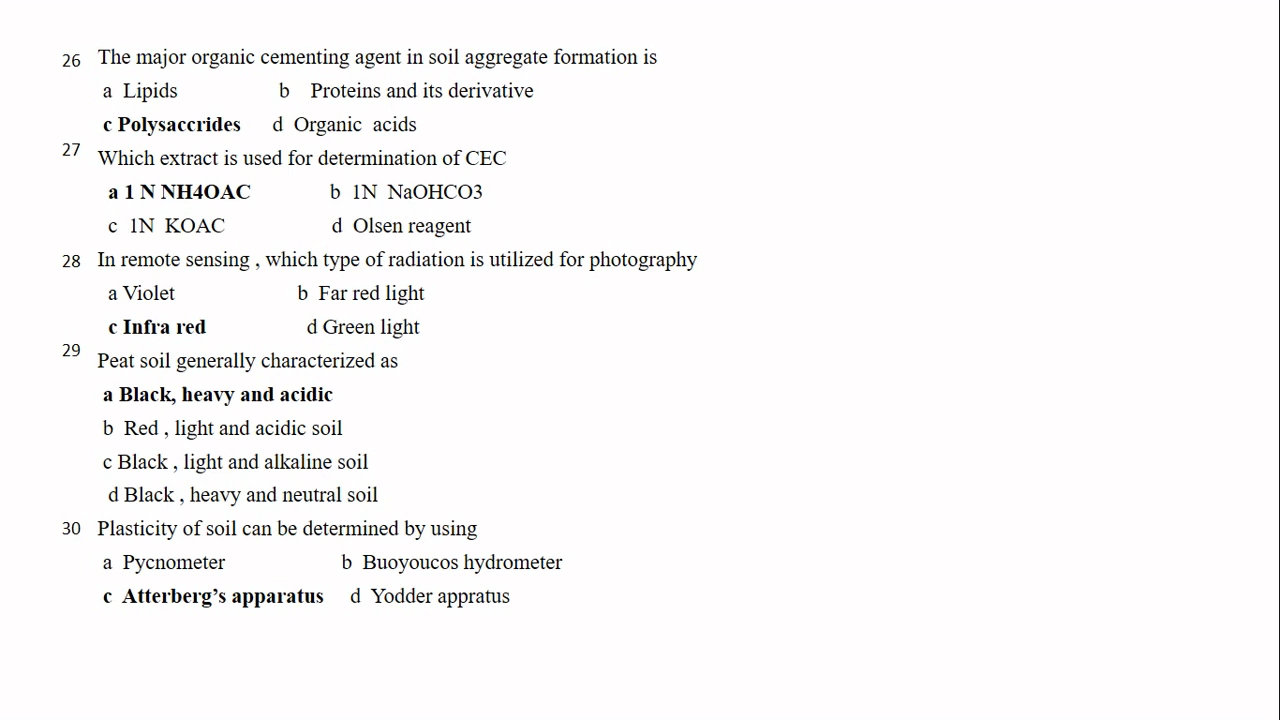 26 The major organic cementing agent in soil aggregate formation is
a Lipids b Proteins and its derivative
c Polysaccrides d Organic acids
27 Which extract is used for determination of CEC
a 1 N NH4OAC b 1N NaOHCO3
c 1N KOAC d Olsen reagent
28 In remote sensing , which type of radiation is utilized for photography
a Violet b Far red light
c Infra red d Green light
29 Peat soil generally characterized as
a Black, heavy and acidic
b Red , light and acidic soil
c Black , light and alkaline soil
d Black , heavy and neutral soil
30 Plasticity of soil can be determined by using
a Pycnometer b Buoyoucos hydrometer
c Atterberg’s apparatus d Yodder appratus